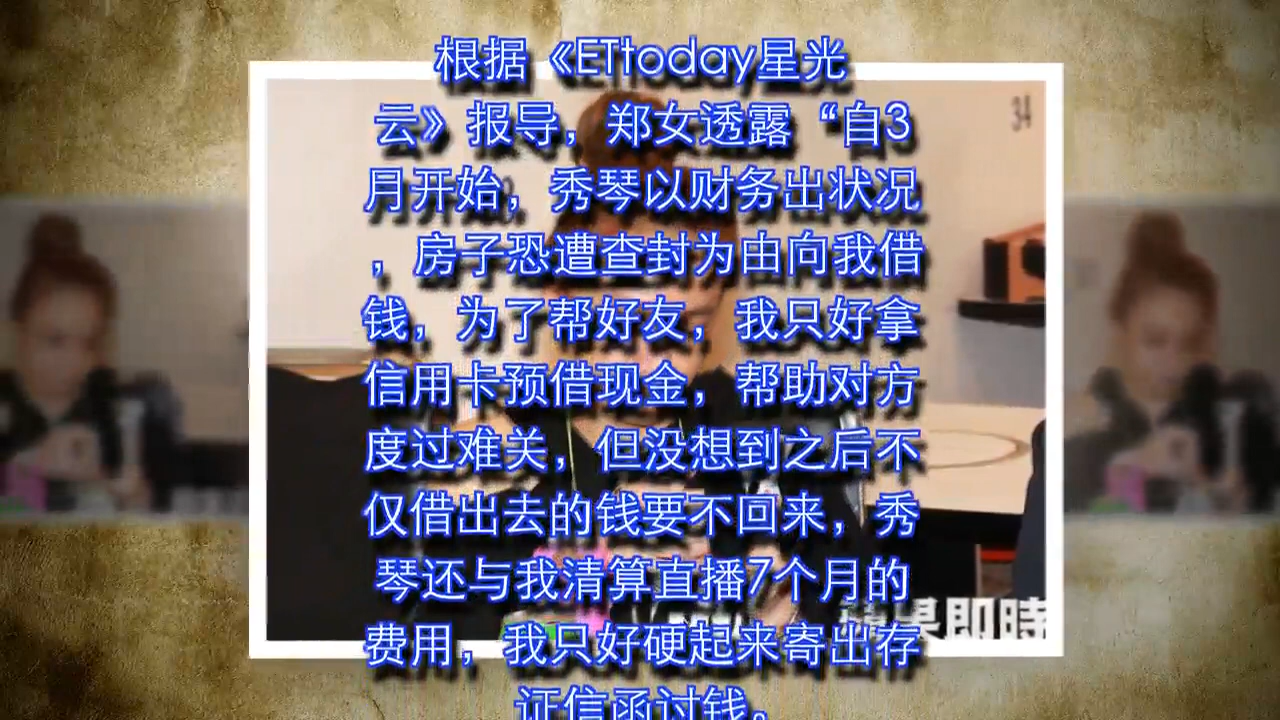 根据《ETtoday星光
云》报导，郑女透露“自3
月开始，秀琴以财务出状况
，房子恐遭查封为由向我借
钱，为了帮好友，我只好拿
信用卡预借现金，帮助对方
度过难关，但没想到之后不
仅借出去的钱要不回来，秀
琴还与我清算直播7个月的
费用，我只好硬起来寄出存
证信函讨钱。
34
即時